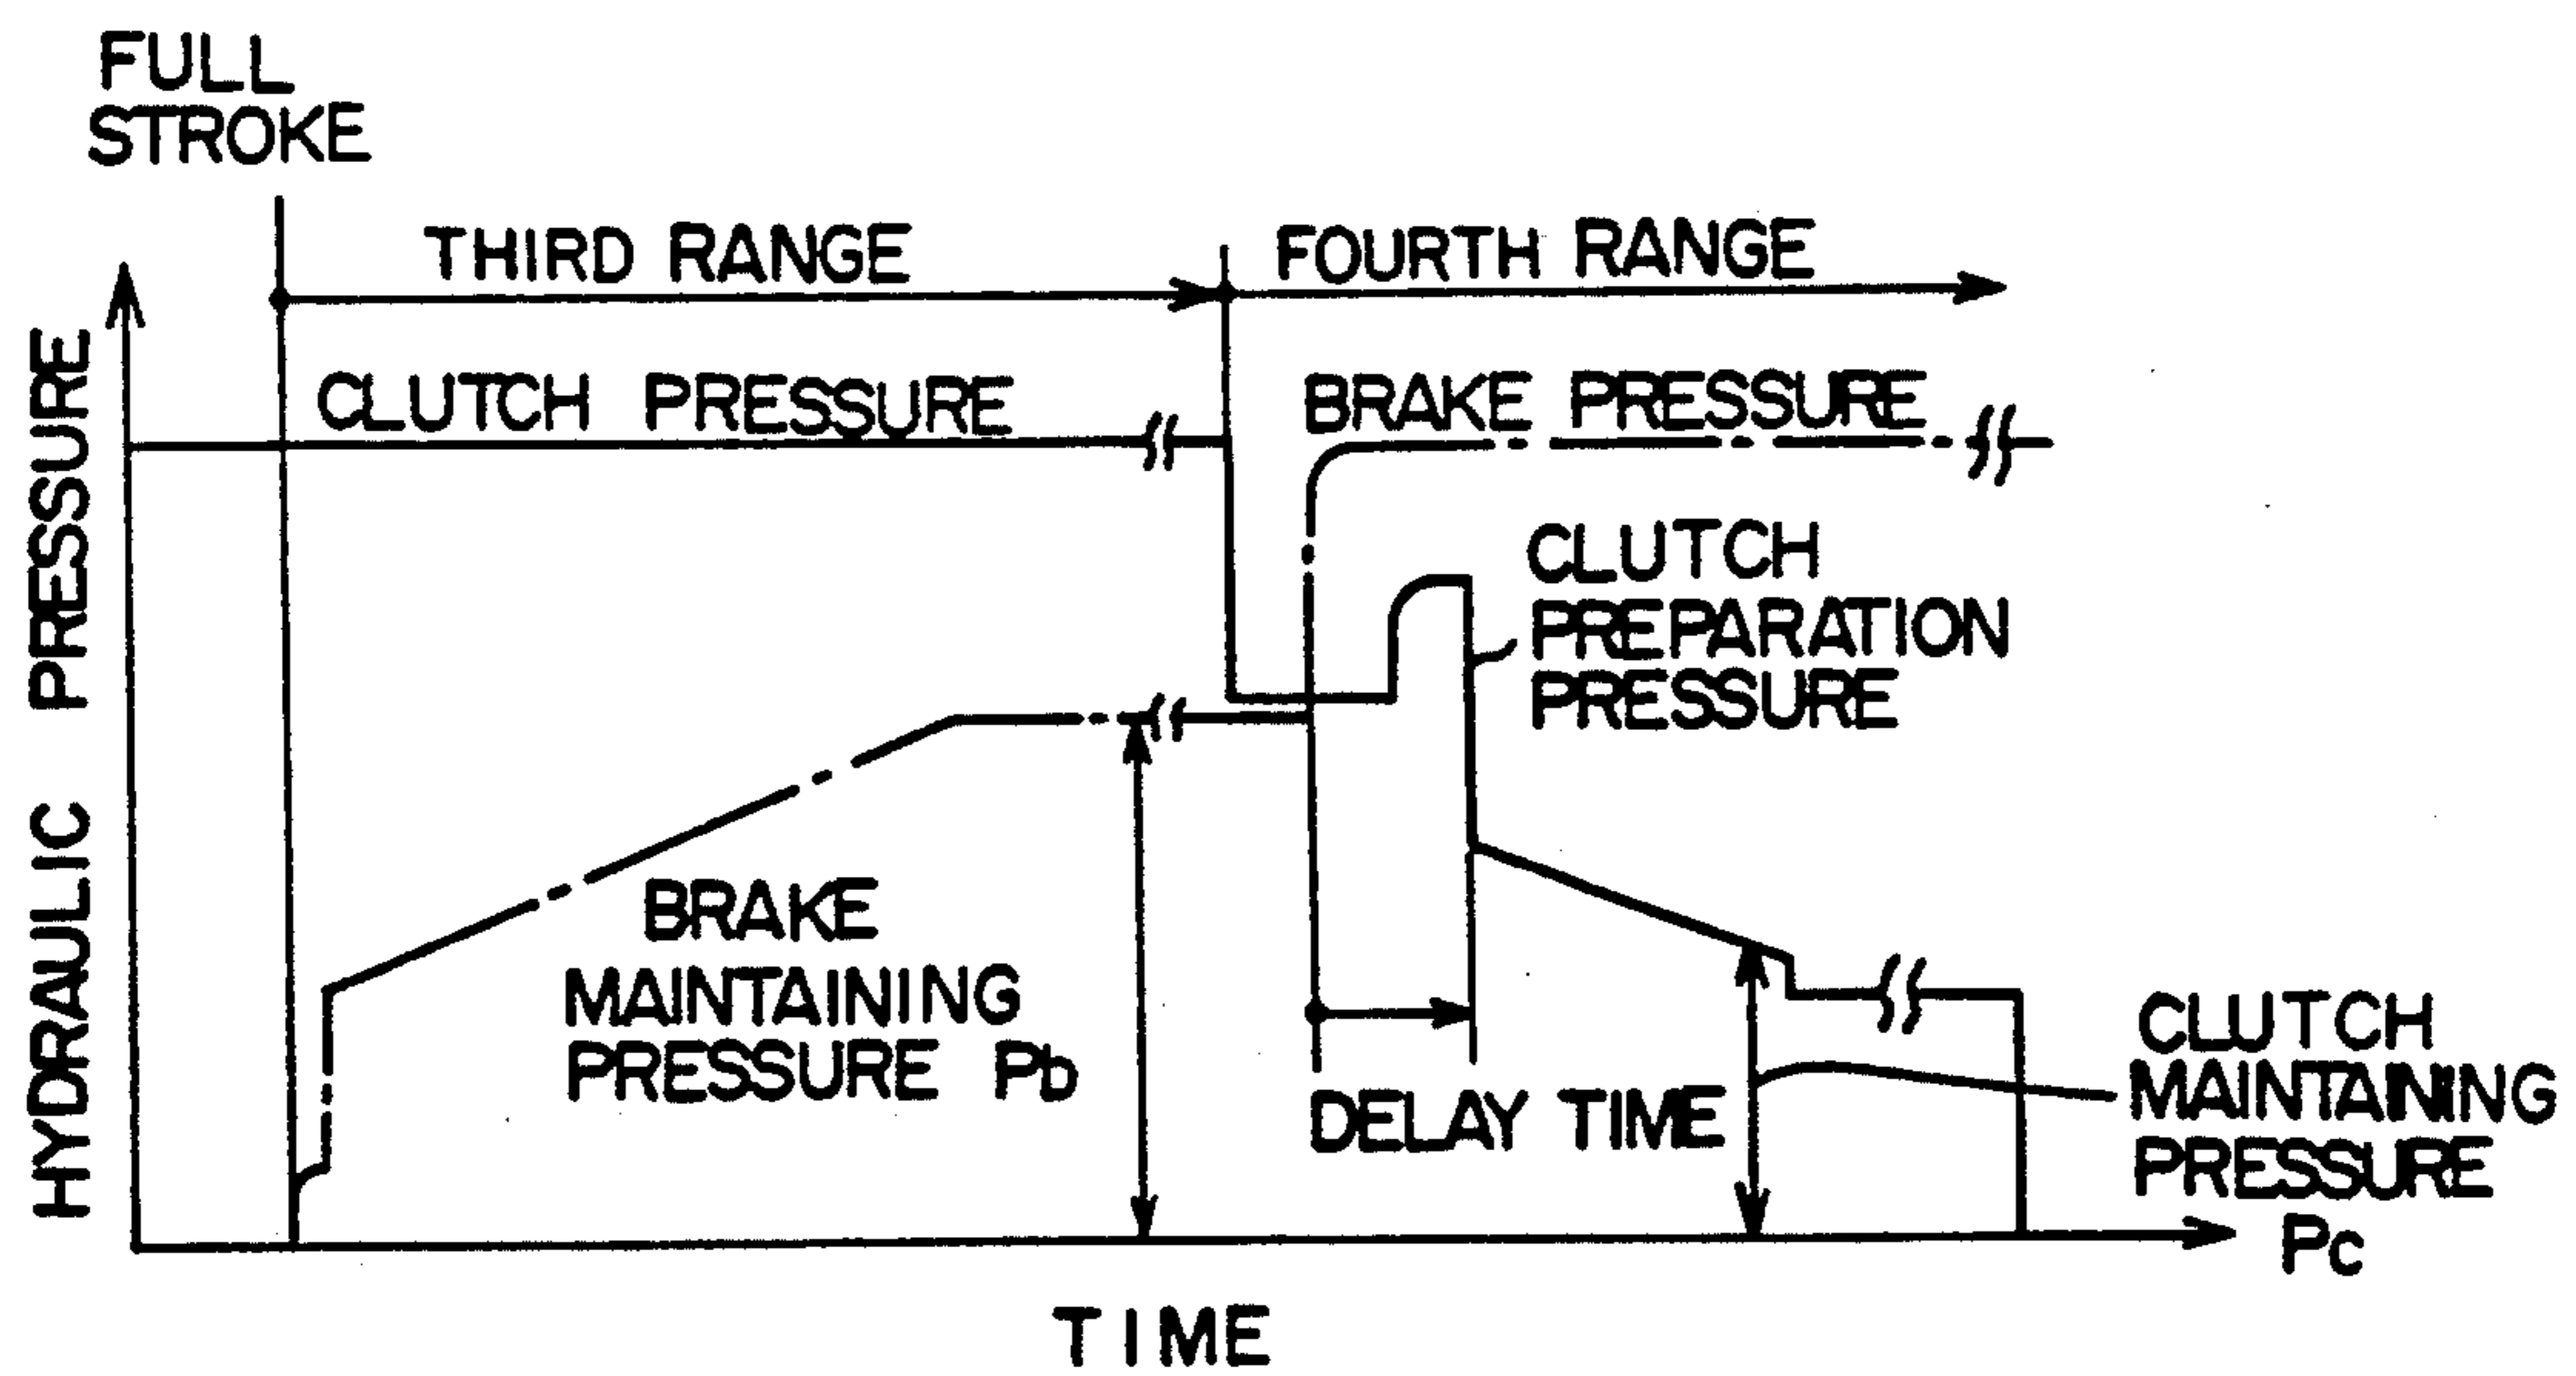 FULL
STROKE
THIRD RANGE
FOURTH RANGE
CLUTCH PRESSURE
BRAKE PRESSURE
CLUTCH
PREPARATION
PRESSURE
HYDRAULIC PRESSURE
BRAKE
MAINTAINING
PRESSURE Pb
DELAY TIME
CLUTCH
MAINTAINING
PRESSURE
Pc
TIME